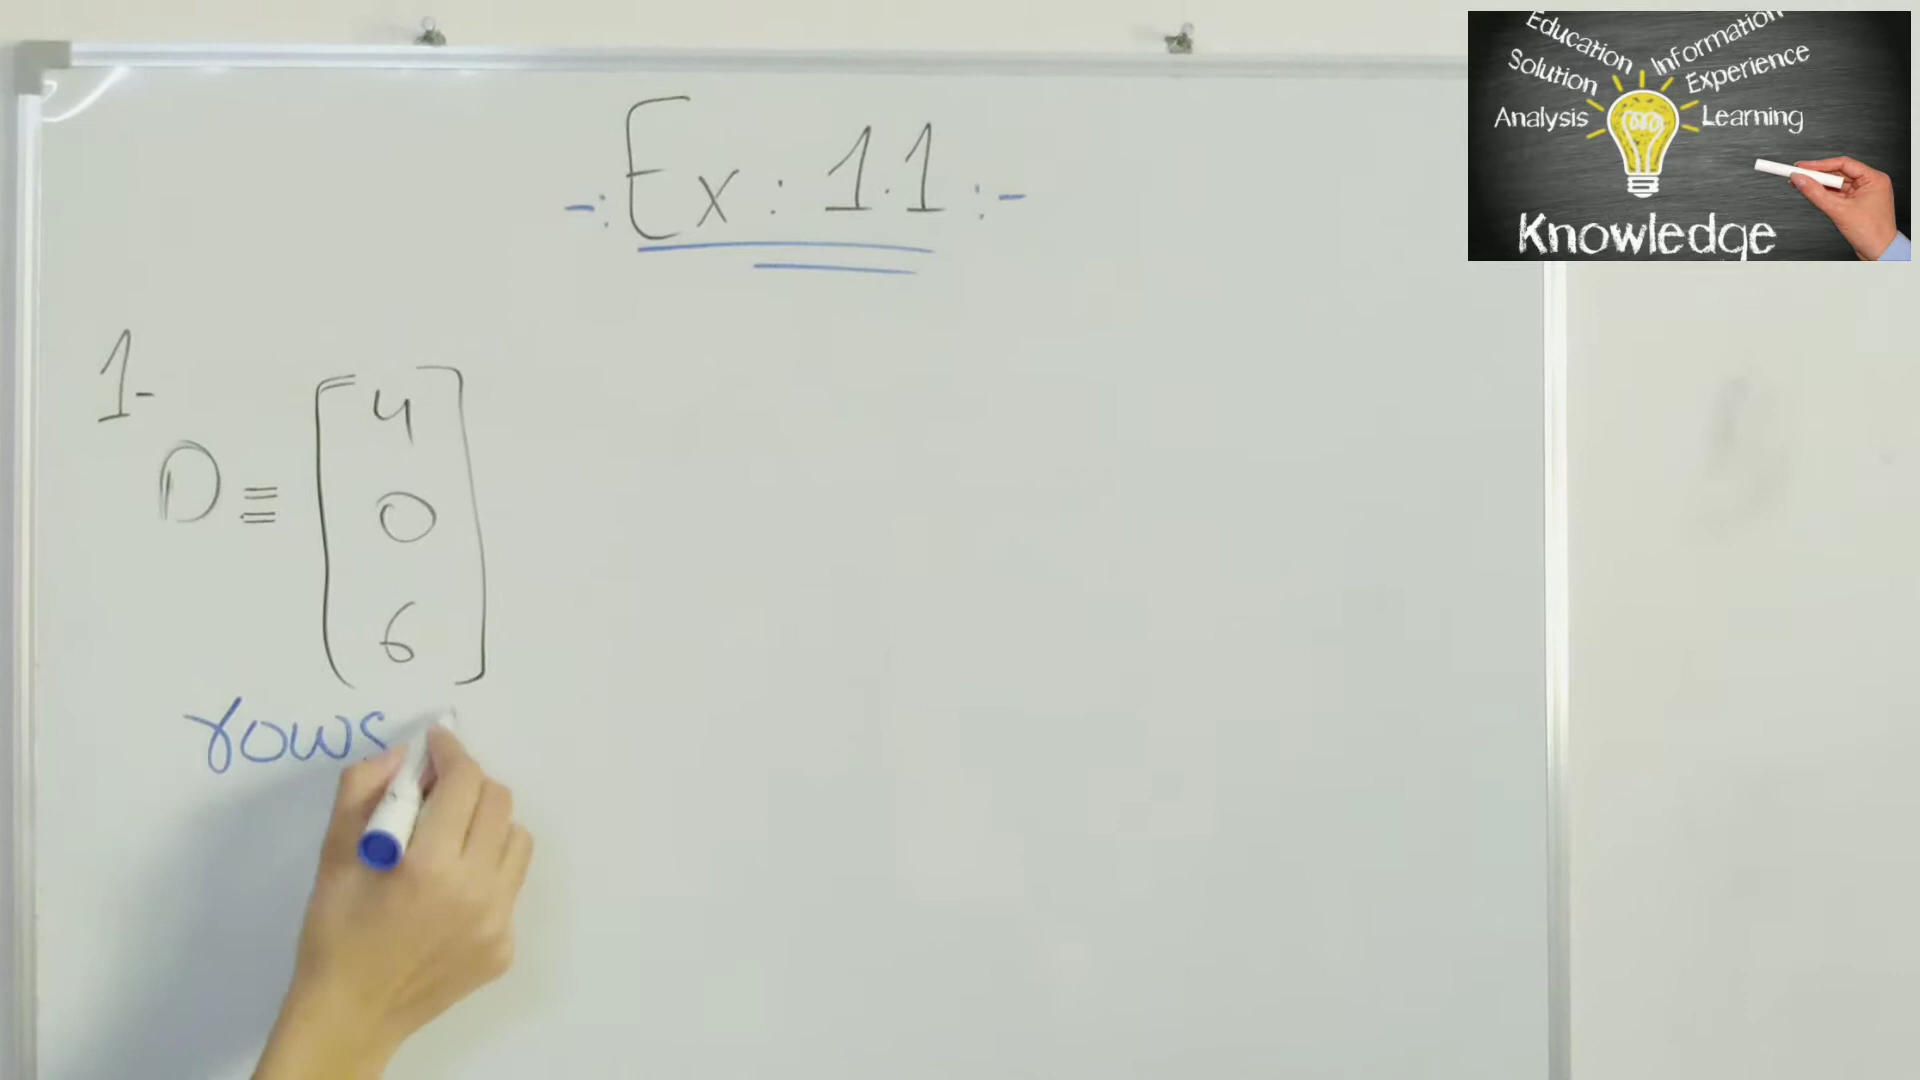 -: Ex : 1.1 :-
1-
D ≡ [ 4
0
6 ]
rows
Education
Information
Solution
Experience
Analysis
Learning
Knowledge